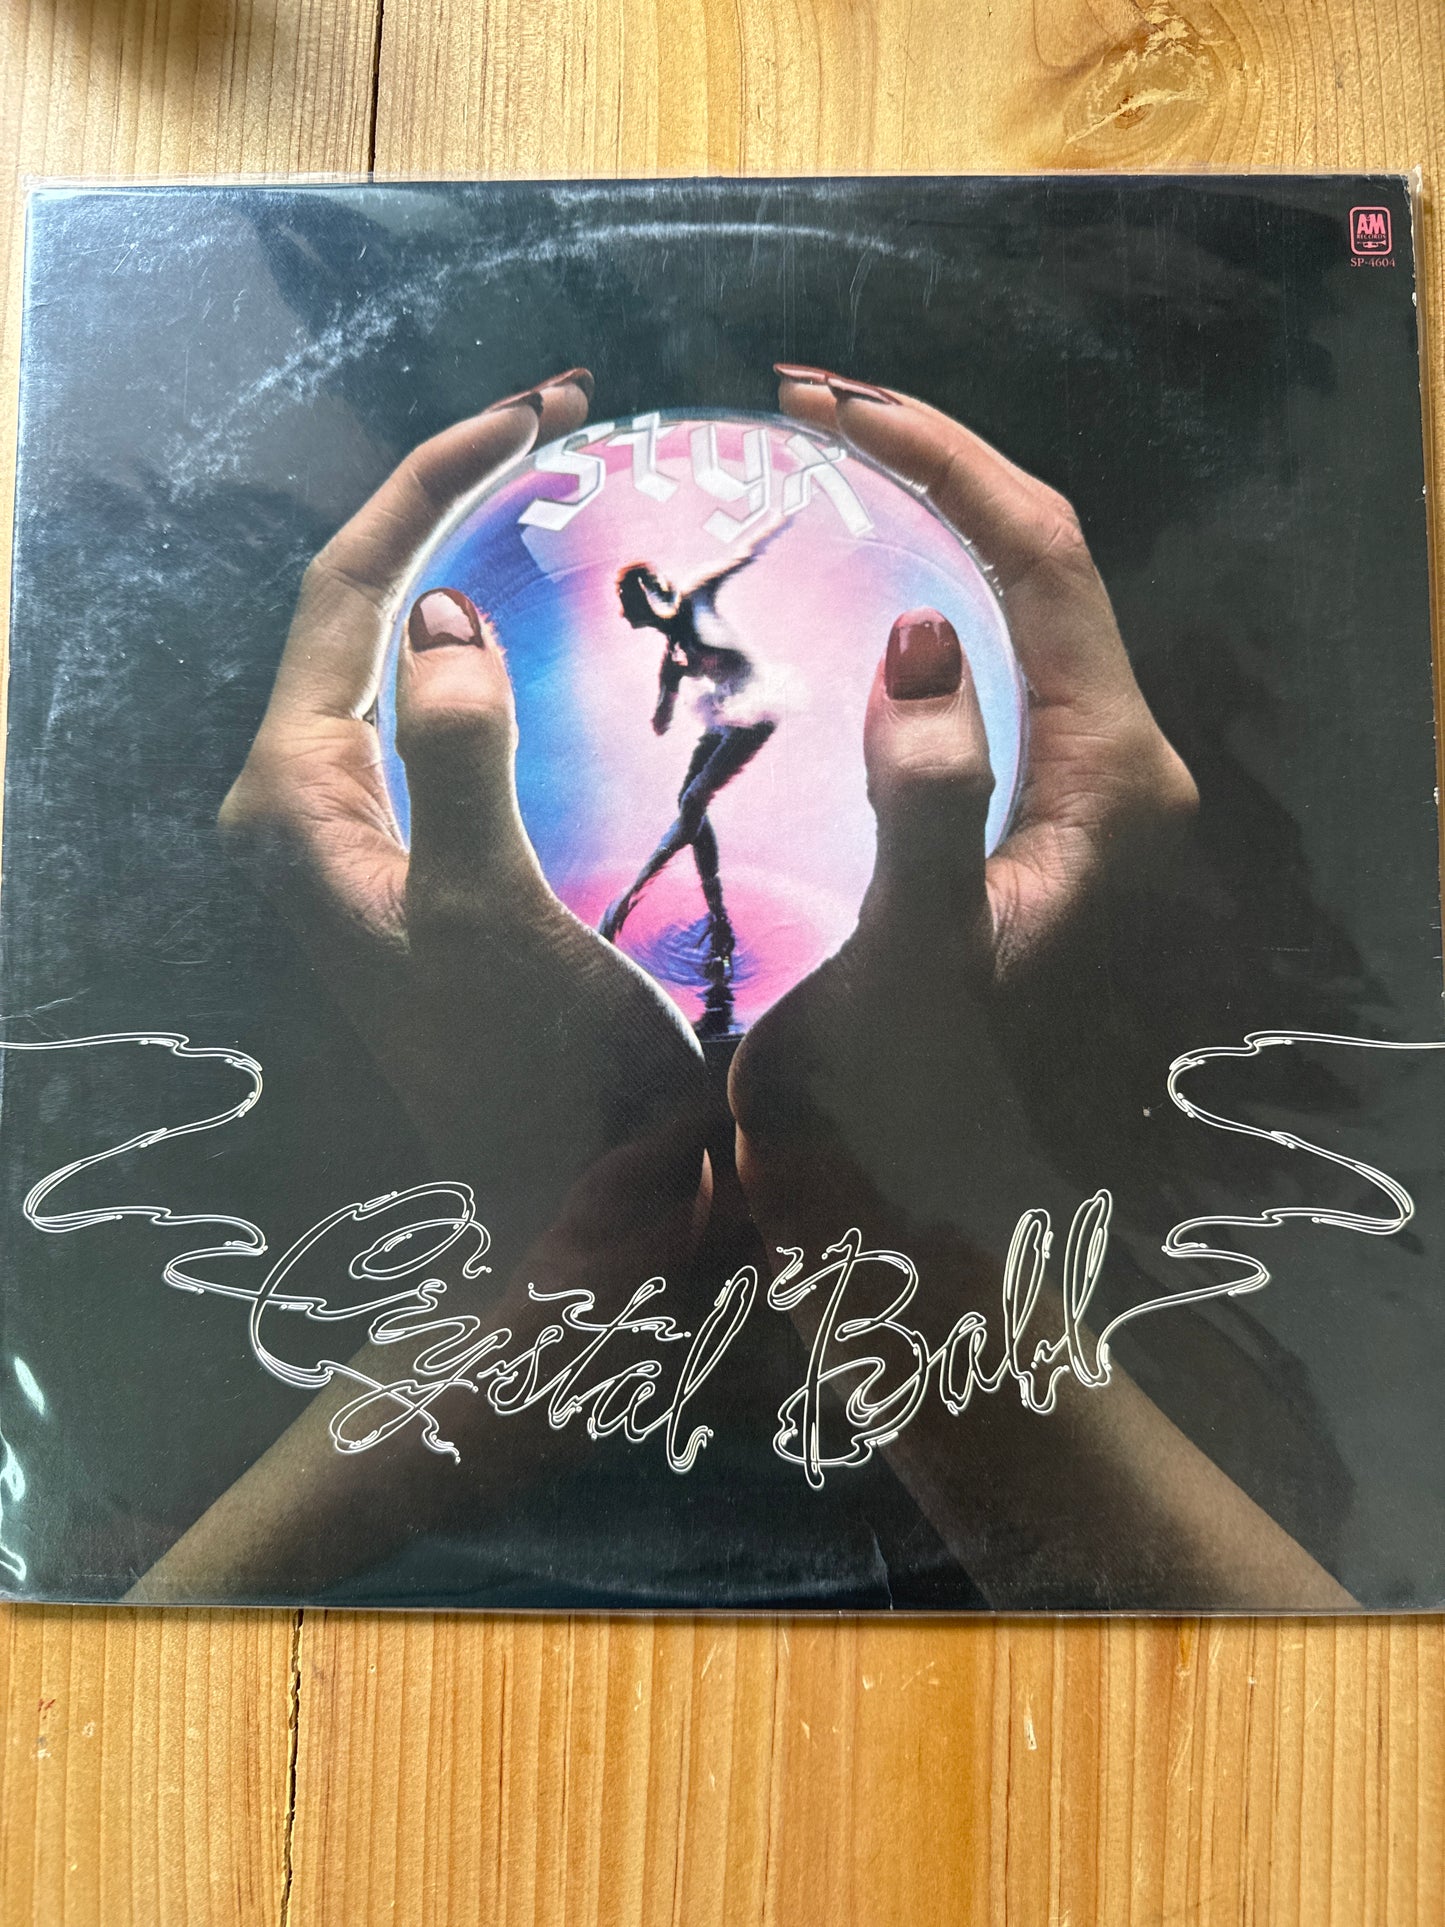 A&M
RECORDS
SP-4604
Styx
Crystal Ball